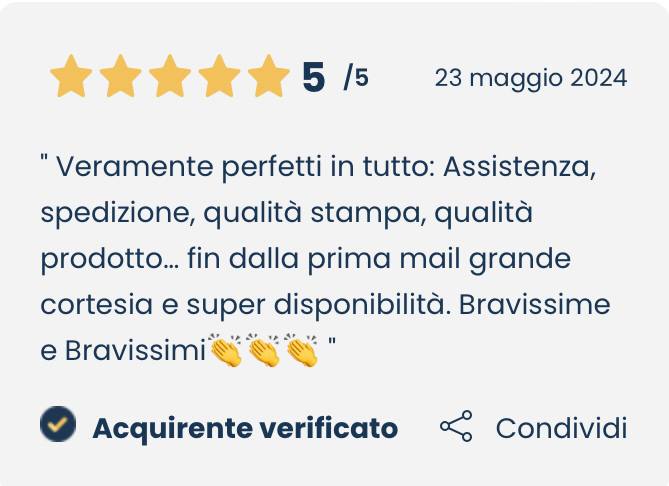 5 /5 23 maggio 2024
" Veramente perfetti in tutto: Assistenza,
spedizione, qualità stampa, qualità
prodotto... fin dalla prima mail grande
cortesia e super disponibilità. Bravissime
e Bravissimi👏👏👏 "
Acquirente verificato Condividi